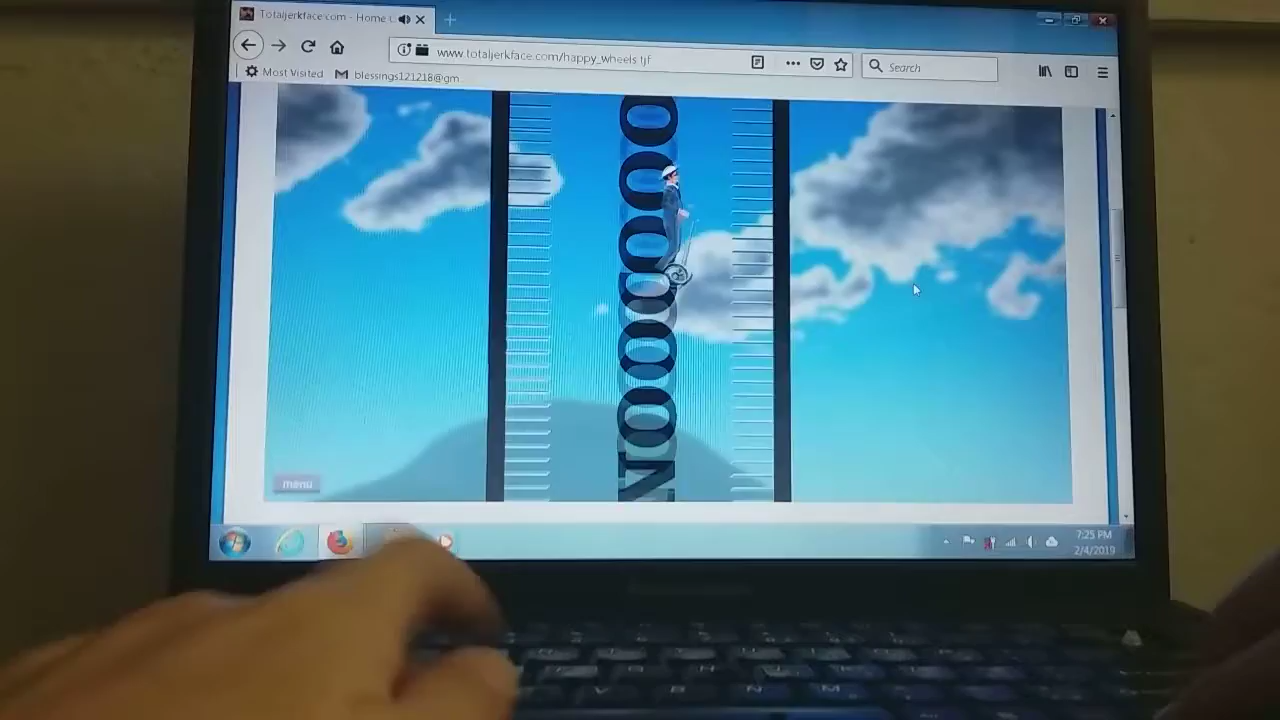 Totaljerkface.com - Home
www.totaljerkface.com/happy_wheels.tjf
Search
Most Visited
blessings121218@gm
NOOOOOOO
menu
7:25 PM
2/4/2019
V B N M